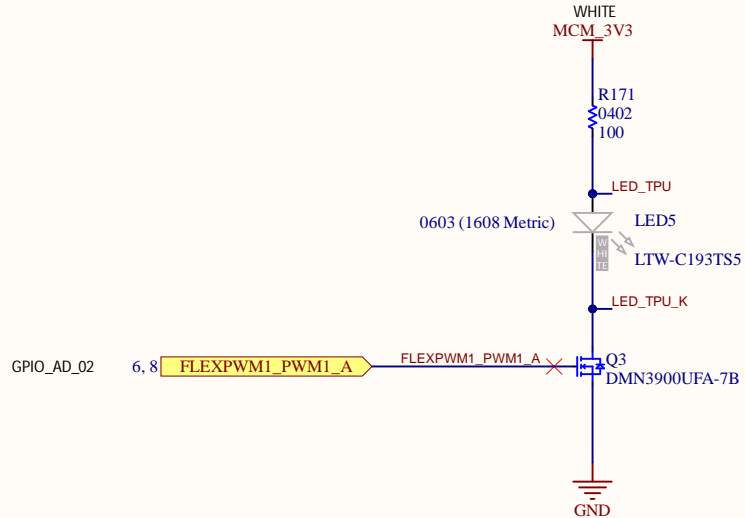 WHITE
MCM_3V3
R171
0402
100
LED_TPU
0603 (1608 Metric)
LED5
WHITE
LTW-C193TS5
LED_TPU_K
GPIO_AD_02
6, 8
FLEXPWM1_PWM1_A
FLEXPWM1_PWM1_A
Q3
DMN3900UFA-7B
GND